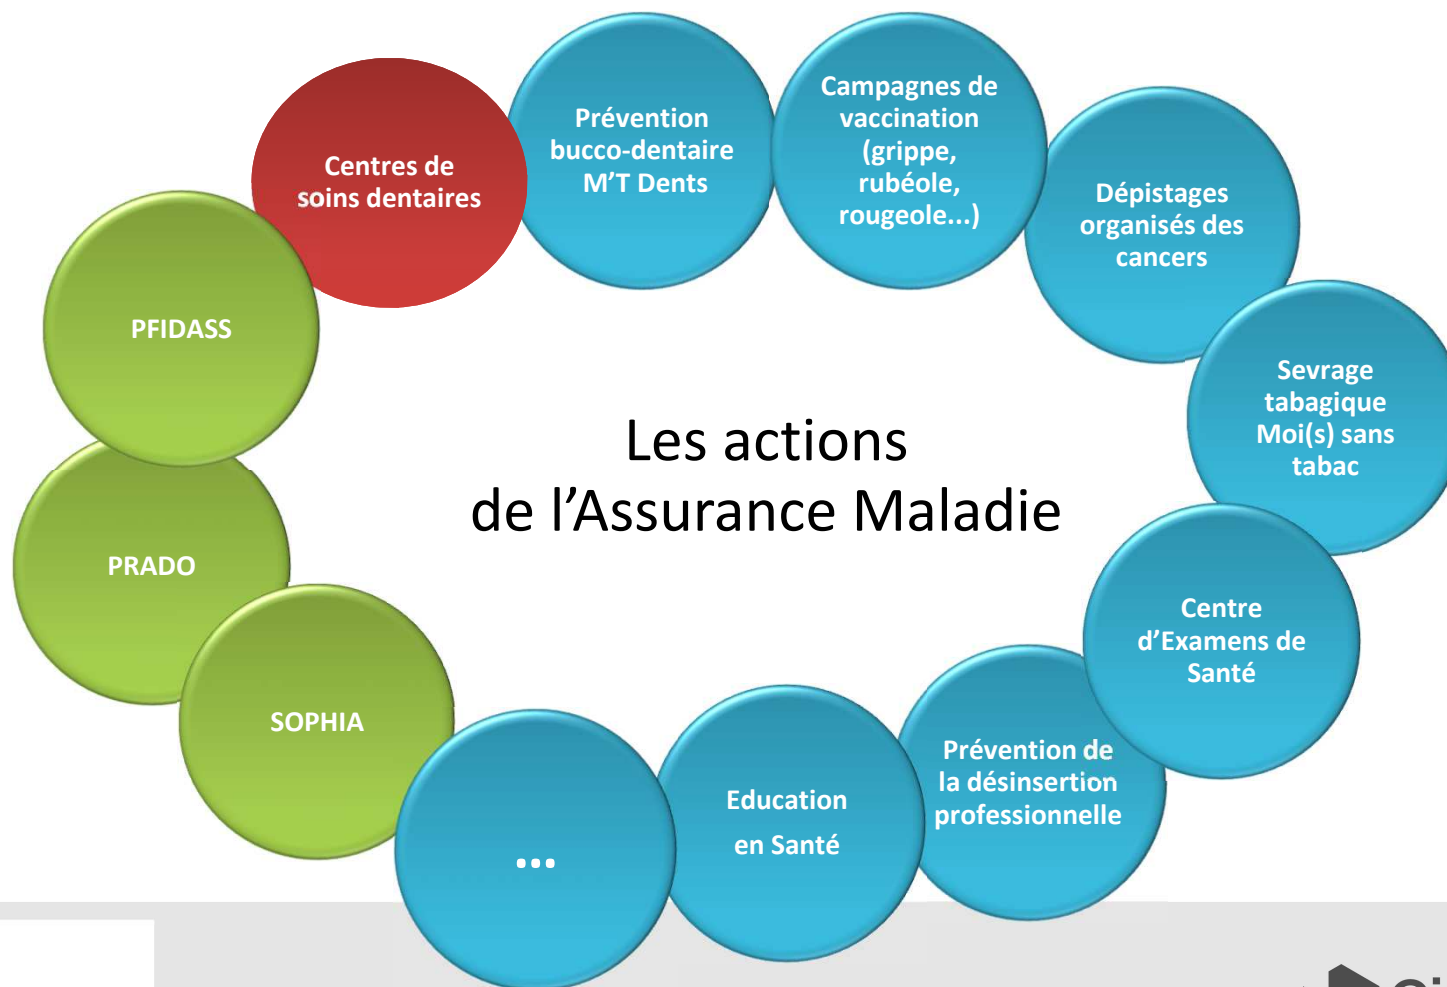 Les actions
de l’Assurance Maladie
Centres de
soins dentaires
Prévention
bucco-dentaire
M’T Dents
Campagnes de
vaccination
(grippe,
rubéole,
rougeole...)
Dépistages
organisés des
cancers
Sevrage
tabagique
Moi(s) sans
tabac
Centre
d’Examens de
Santé
Prévention de
la désinsertion
professionnelle
Education
en Santé
...
SOPHIA
PRADO
PFIDASS